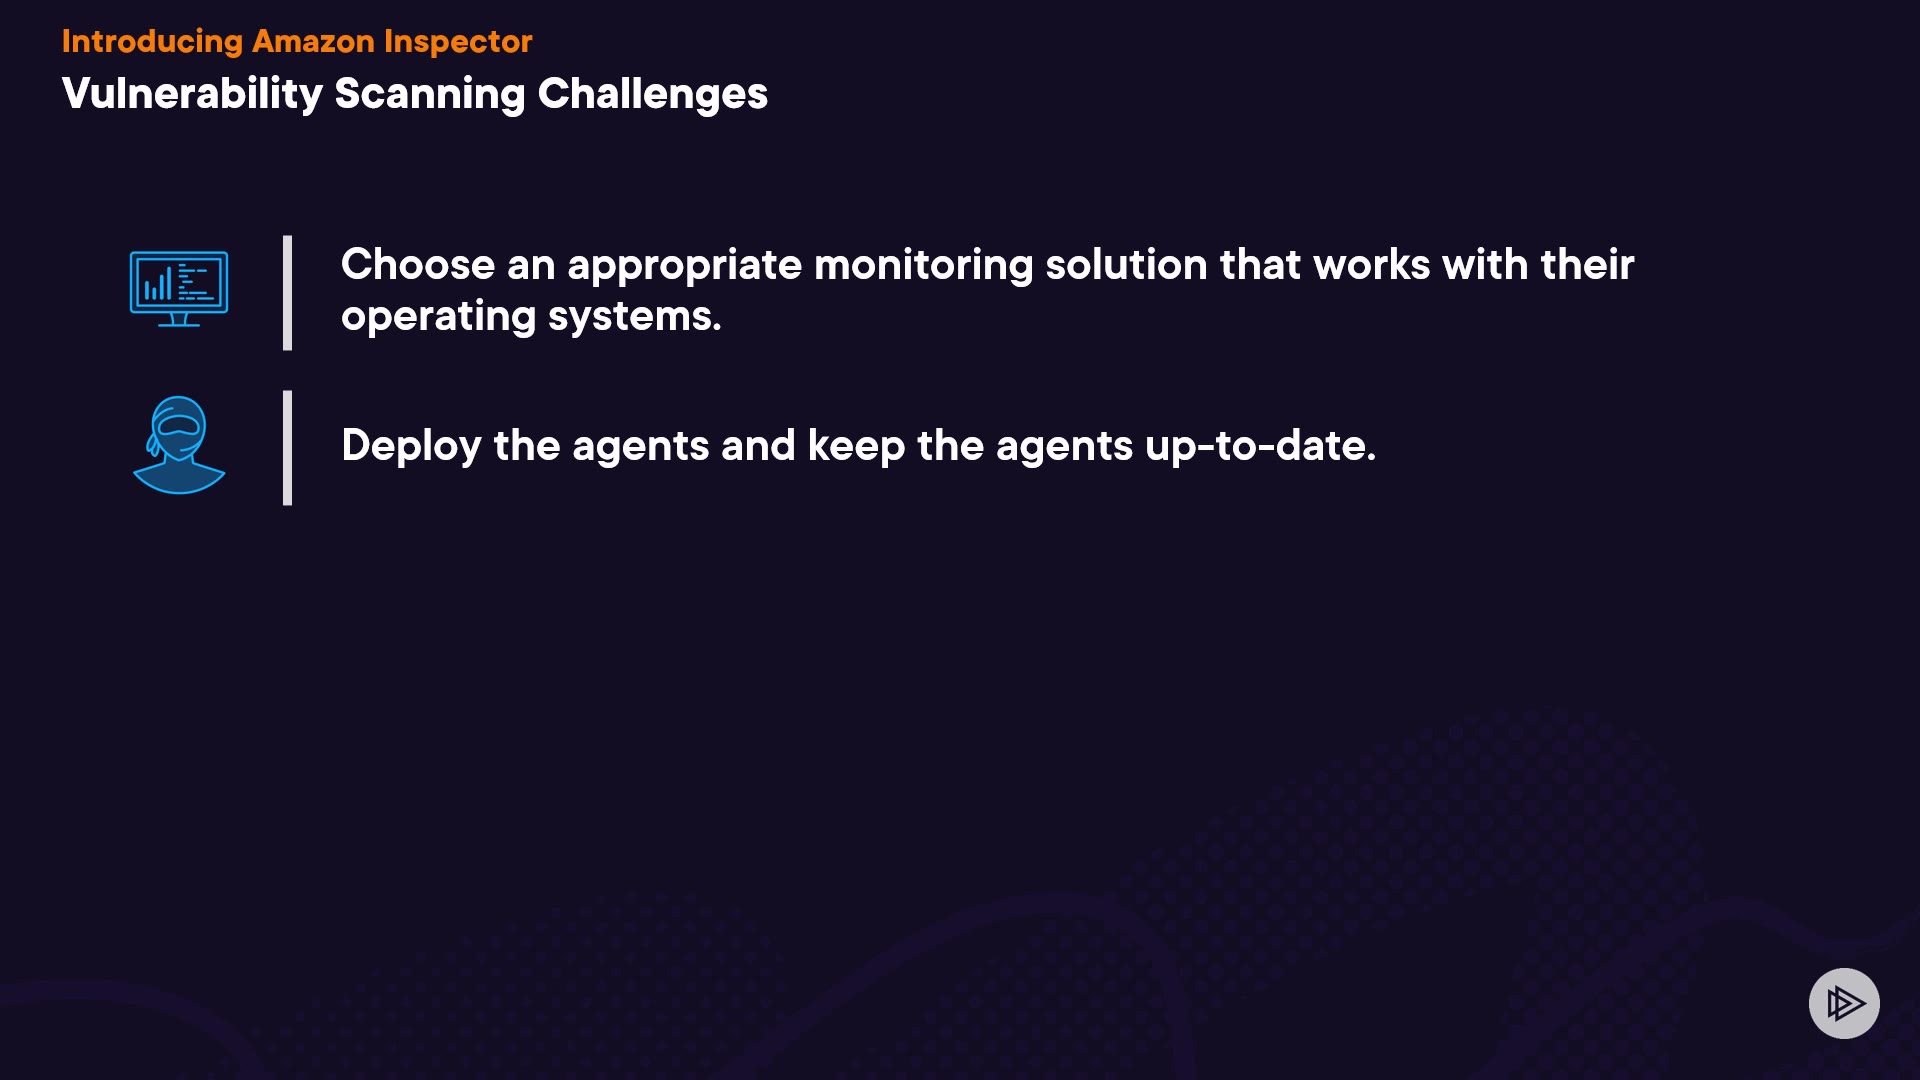 Introducing Amazon Inspector
Vulnerability Scanning Challenges
Choose an appropriate monitoring solution that works with their
operating systems.
Deploy the agents and keep the agents up-to-date.